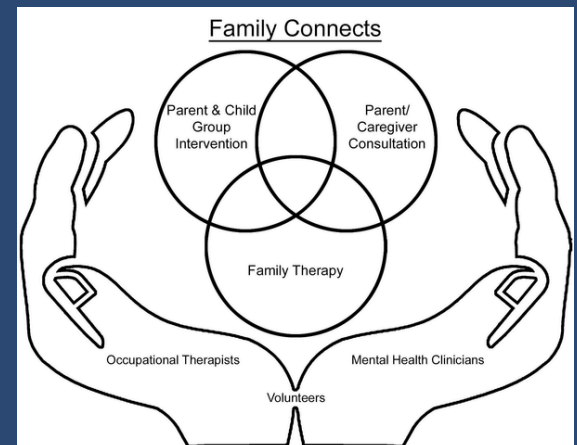 Family Connects
Parent & Child
Group
Intervention
Parent/
Caregiver
Consultation
Family Therapy
Occupational Therapists
Mental Health Clinicians
Volunteers